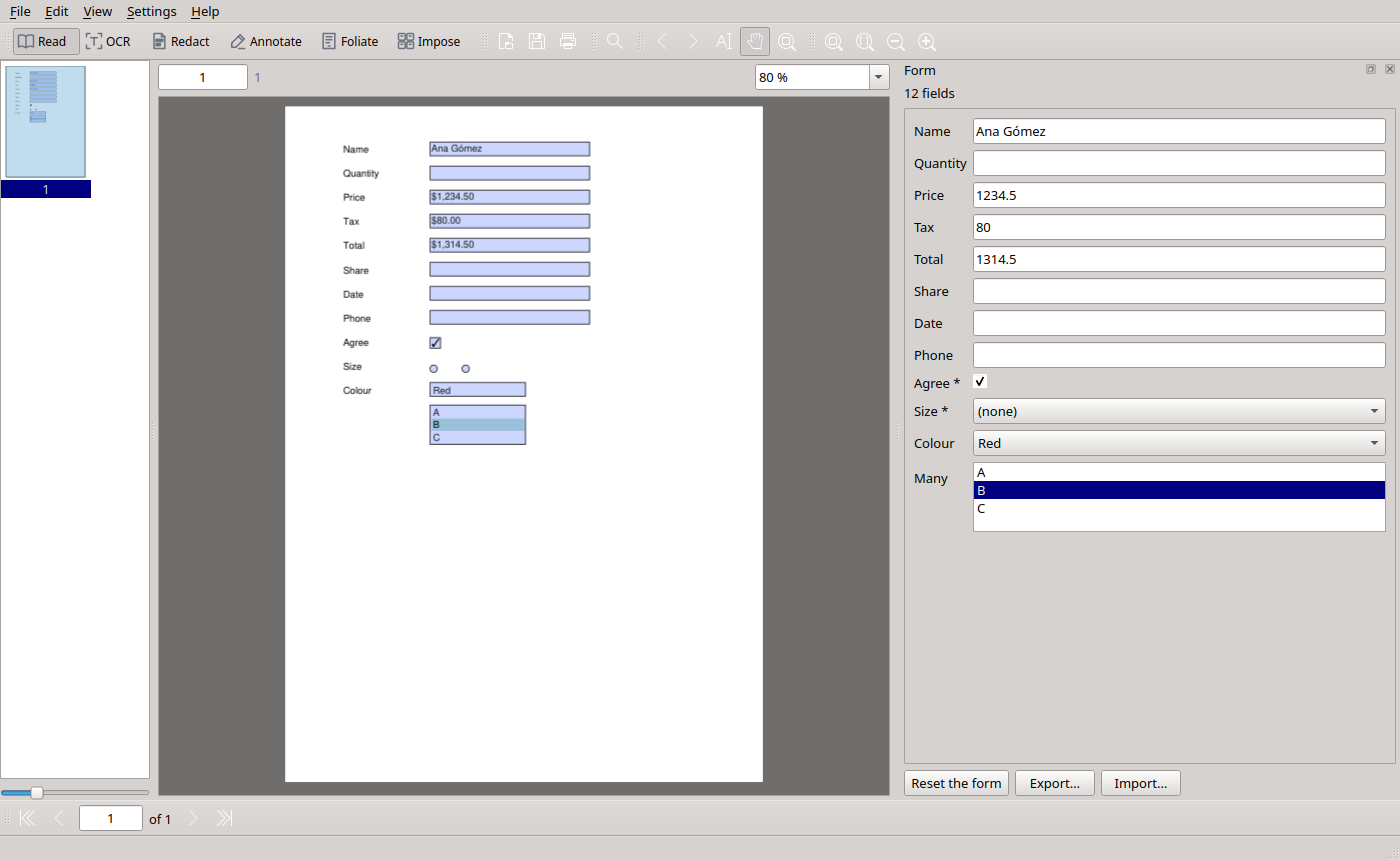 File Edit View Settings Help
Read OCR Redact Annotate Foliate Impose
1 1 80 %
1
Name Ana Gómez
Quantity
Price $1,234.50
Tax $80.00
Total $1,314.50
Share
Date
Phone
Agree
Size
Colour Red
A
B
C
Form
12 fields
Name Ana Gómez
Quantity
Price 1234.5
Tax 80
Total 1314.5
Share
Date
Phone
Agree *
Size * (none)
Colour Red
Many A
B
C
Reset the form Export... Import...
1 of 1